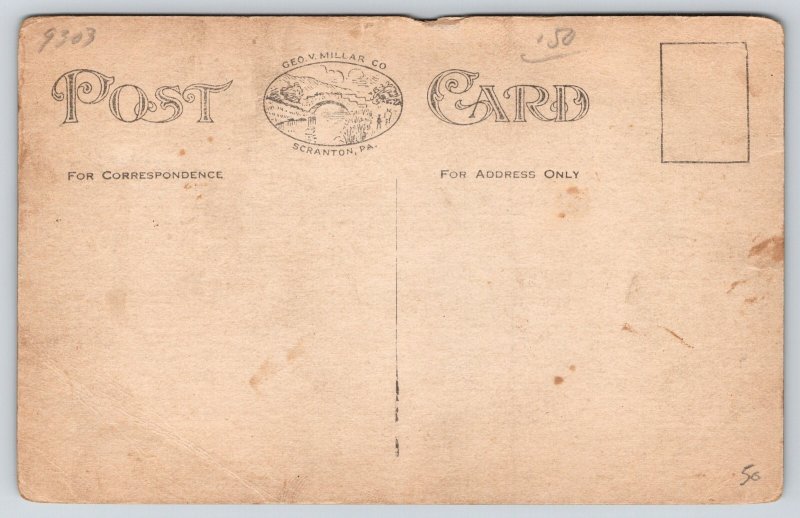 9303
.50
GEO. V. MILLAR CO
POST CARD
SCRANTON, PA.
FOR CORRESPONDENCE
FOR ADDRESS ONLY
50